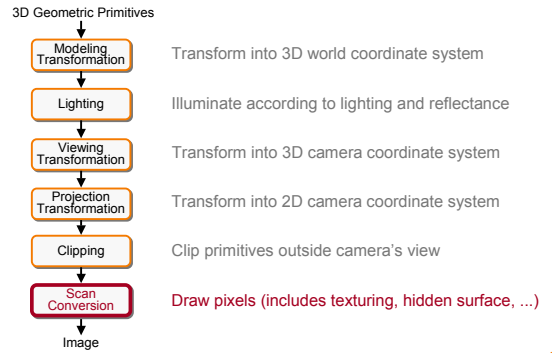 3D Geometric Primitives
Modeling
Transformation
Transform into 3D world coordinate system
Lighting
Illuminate according to lighting and reflectance
Viewing
Transformation
Transform into 3D camera coordinate system
Projection
Transformation
Transform into 2D camera coordinate system
Clipping
Clip primitives outside camera’s view
Scan
Conversion
Draw pixels (includes texturing, hidden surface, ...)
Image